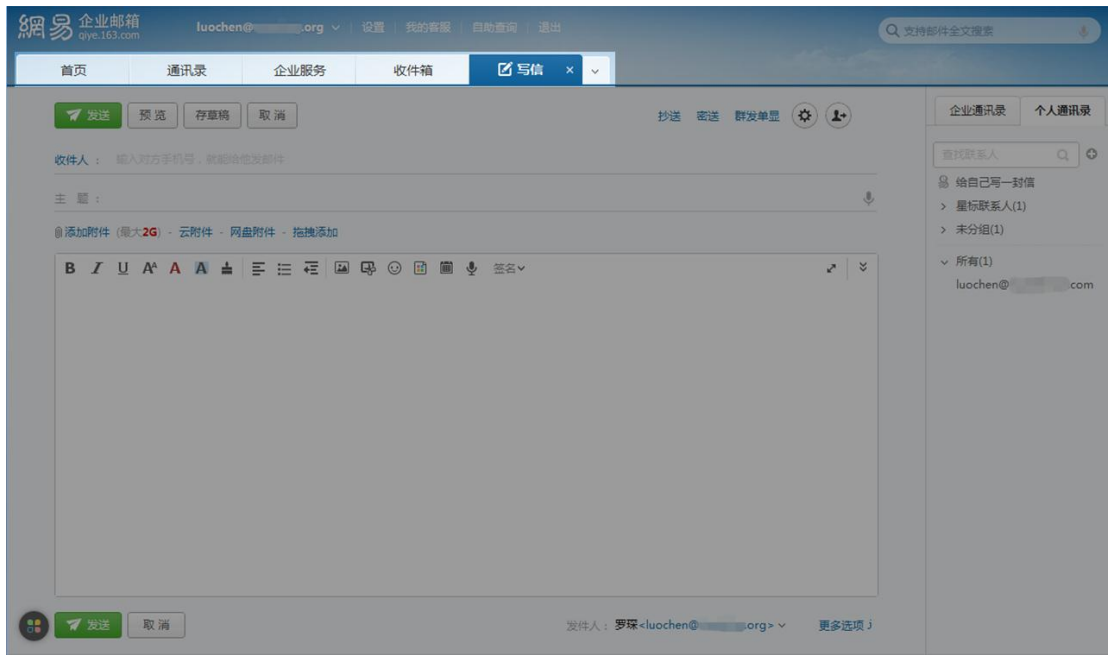 網易 企业邮箱
qiye.163.com
luochen@ .org 设置 我的客服 自助查询 退出
支持邮件全文搜索
首页 通讯录 企业服务 收件箱 写信 ×
发送 预览 存草稿 取消 抄送 密送 群发单显
企业通讯录 个人通讯录
收件人： 输入对方手机号，就能给他发邮件
查找联系人
主题：
给自己写一封信
星标联系人(1)
添加附件 (最大2G) - 云附件 - 网盘附件 - 拖拽添加
未分组(1)
B I U A A A 签名
所有(1)
luochen@ com
发送 取消 发件人：罗琛<luochen@ .org> 更多选项